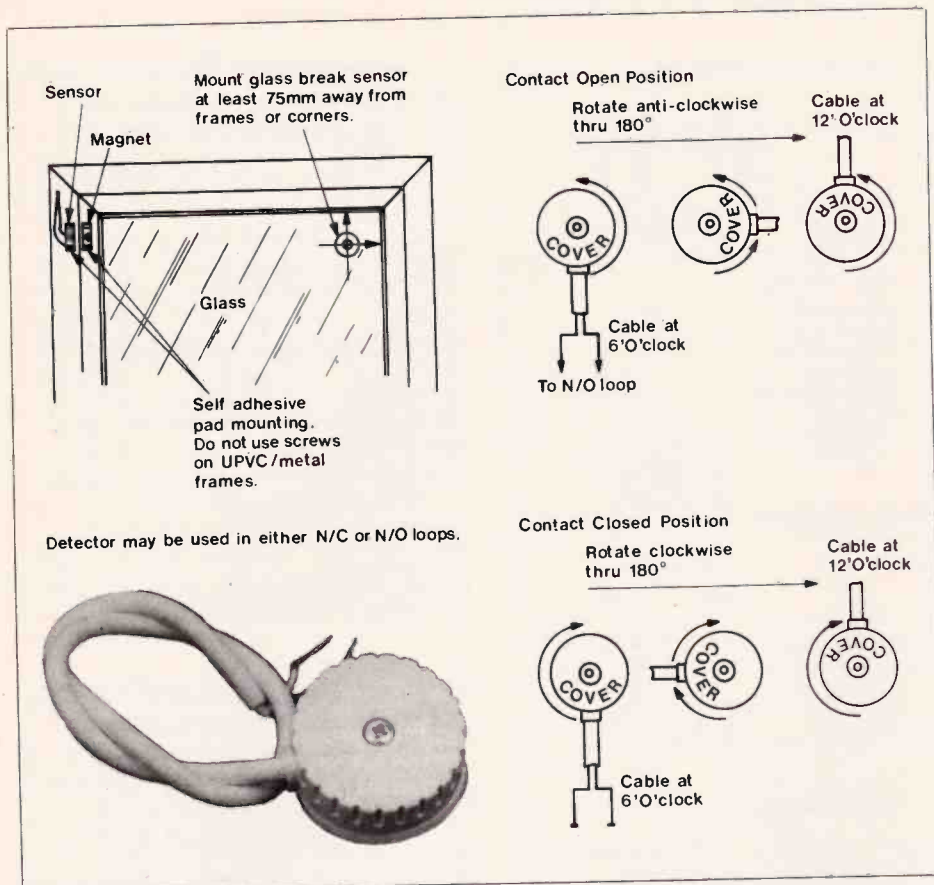 Sensor
Magnet
Mount glass break sensor
at least 75mm away from
frames or corners.
Glass
Self adhesive
pad mounting.
Do not use screws
on UPVC/metal
frames.
Contact Open Position
Rotate anti-clockwise
thru 180°
Cable at
12'O'clock
COVER
COVER
COVER
Cable at
6'O'clock
To N/O loop
Detector may be used in either N/C or N/O loops.
Contact Closed Position
Rotate clockwise
thru 180°
Cable at
12'O'clock
COVER
COVER
COVER
Cable at
6'O'clock